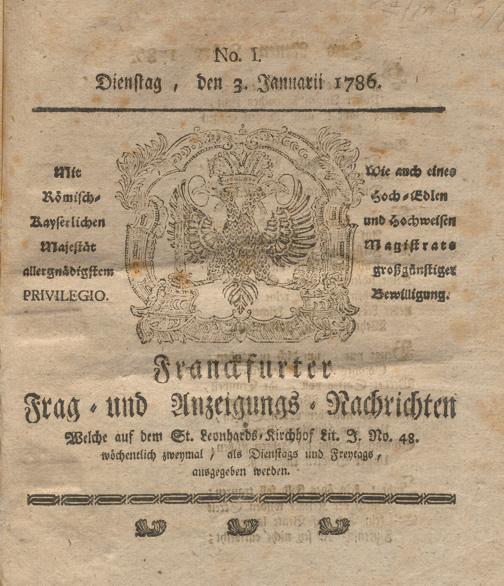 No. I.
Dienstag, den 3. Januarii 1786.
Mit
Römisch-
Kayserlichen
Majestät
allergnädigstem
PRIVILEGIO.
Wie auch eines
Hoch-Edlen
und Hochweisen
Magistrats
großgünstiger
Bewilligung.
Franckfurter
Frag- und Anzeigungs-Nachrichten
Welche auf dem St. Leonhards-Kirchhof Lit. J. No. 48.
wöchentlich zweymal, als Dienstags und Freytags,
ausgegeben werden.